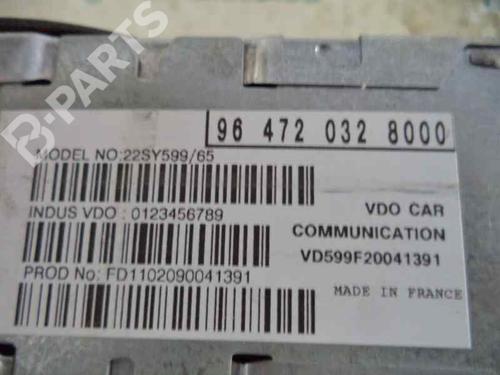 B-PARTS
96 472 032 8000
MODEL NO:22SY599/65
INDUS VDO : 0123456789
PROD No: FD1102090041391
VDO CAR
COMMUNICATION
VD599F20041391
MADE IN FRANCE